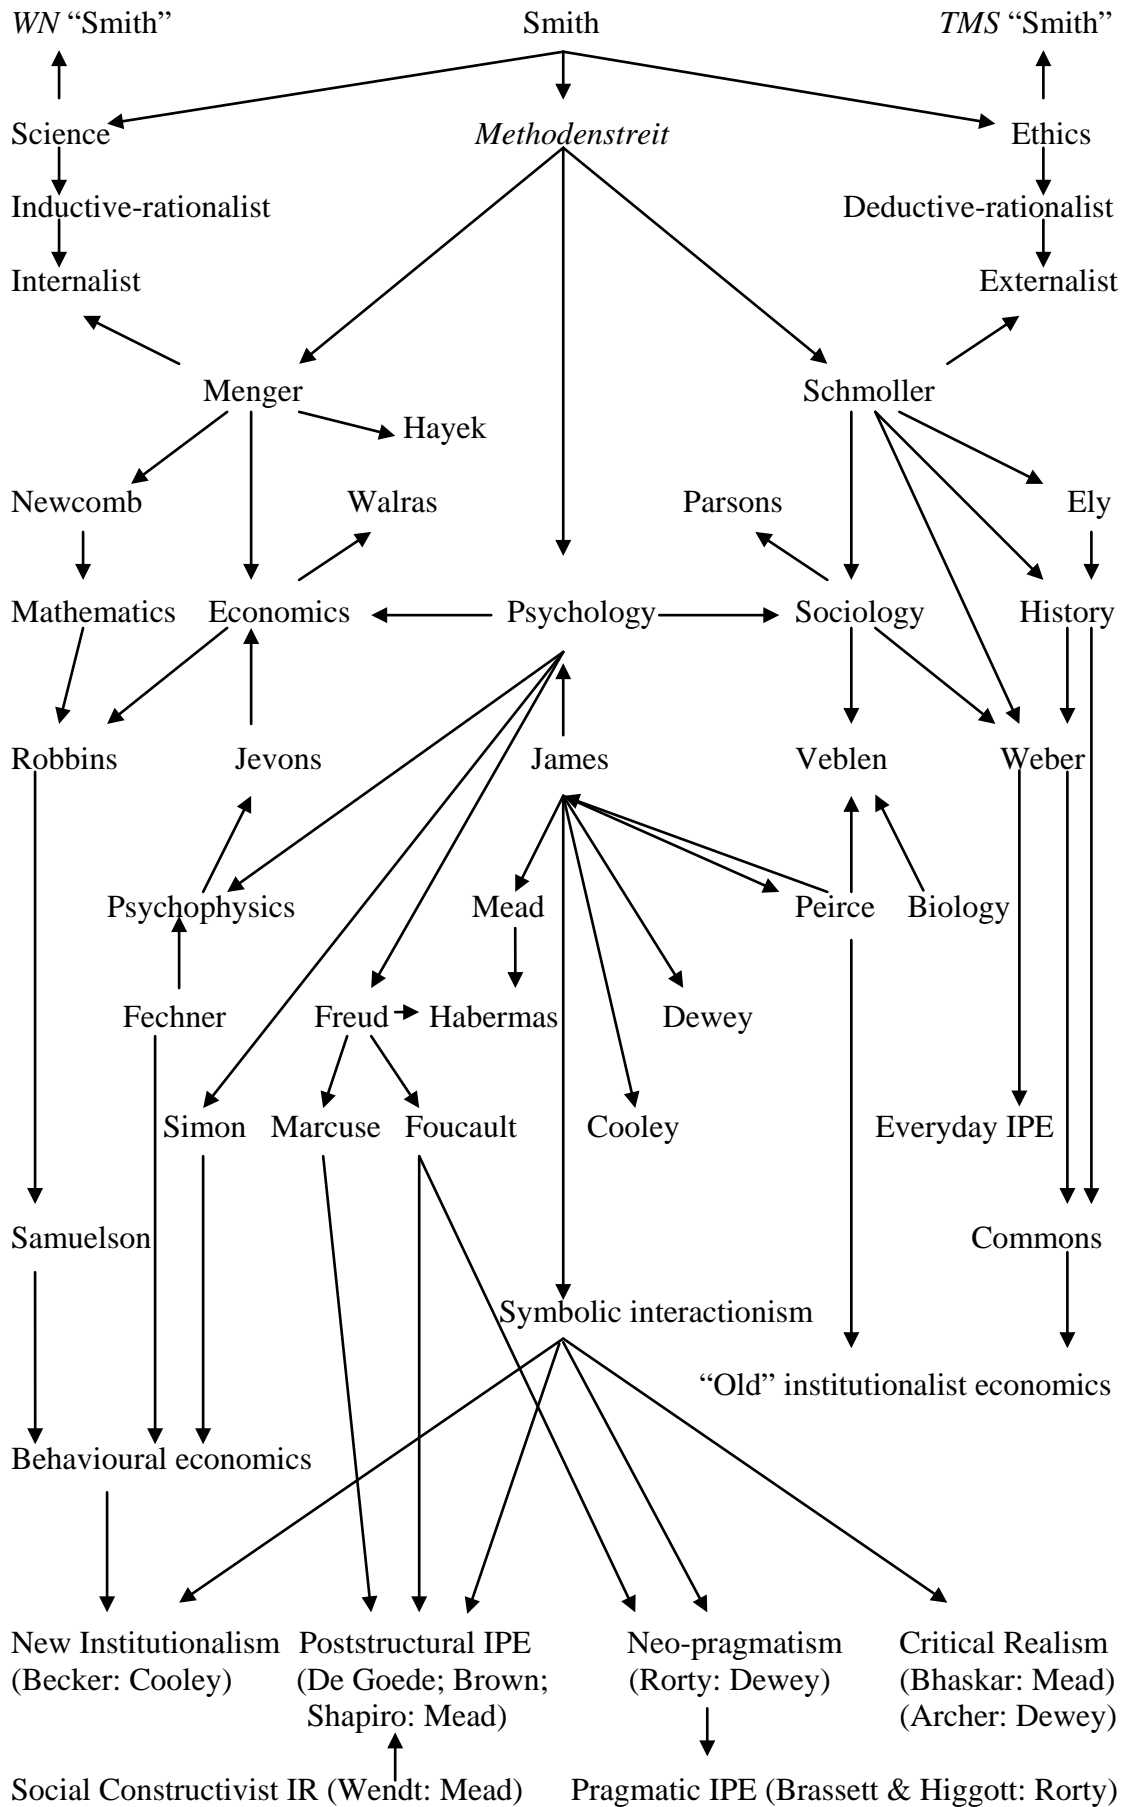 WN “Smith” Smith TMS “Smith”
Science Methodenstreit Ethics
Inductive-rationalist Deductive-rationalist
Internalist Externalist
Menger Schmoller
Hayek
Newcomb Walras Parsons Ely
Mathematics Economics Psychology Sociology History
Robbins Jevons James Veblen Weber
Psychophysics Mead Peirce Biology
Fechner Freud Habermas Dewey
Simon Marcuse Foucault Cooley Everyday IPE
Samuelson Commons
Symbolic interactionism
“Old” institutionalist economics
Behavioural economics
New Institutionalism Poststructural IPE Neo-pragmatism Critical Realism
(Becker: Cooley) (De Goede; Brown; (Rorty: Dewey) (Bhaskar: Mead)
Shapiro: Mead) (Archer: Dewey)
Social Constructivist IR (Wendt: Mead) Pragmatic IPE (Brassett & Higgott: Rorty)